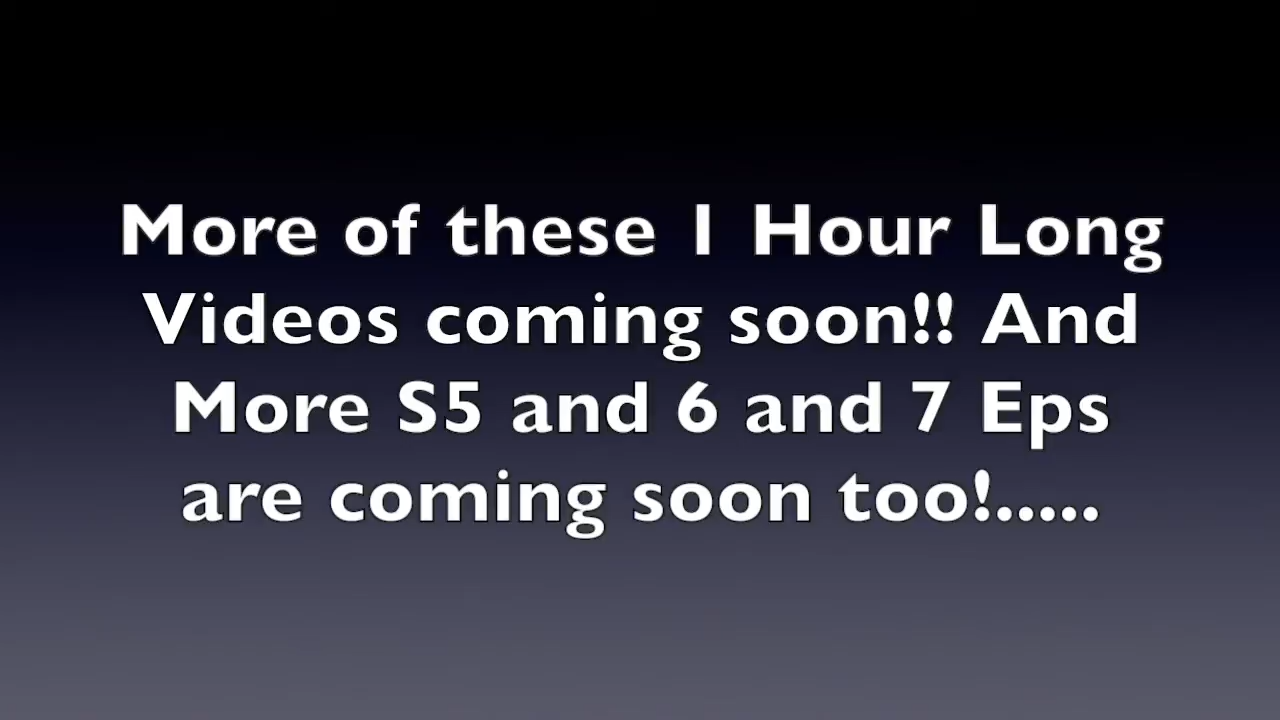 More of these 1 Hour Long
Videos coming soon!! And
More S5 and 6 and 7 Eps
are coming soon too!.....